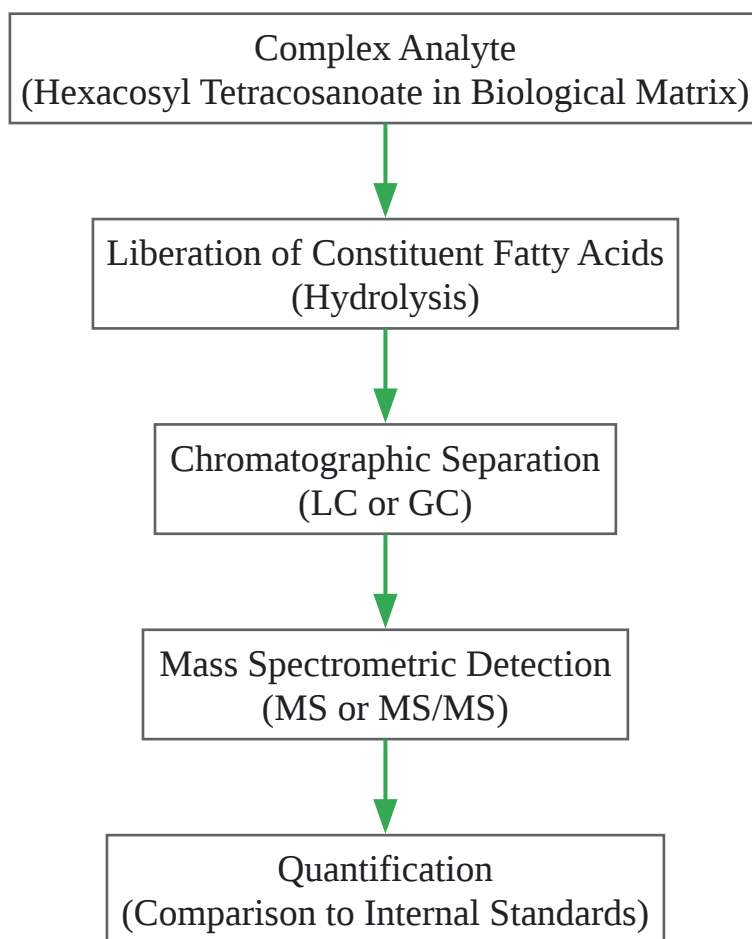 Complex Analyte
(Hexacosyl Tetracosanoate in Biological Matrix)
Liberation of Constituent Fatty Acids
(Hydrolysis)
Chromatographic Separation
(LC or GC)
Mass Spectrometric Detection
(MS or MS/MS)
Quantification
(Comparison to Internal Standards)